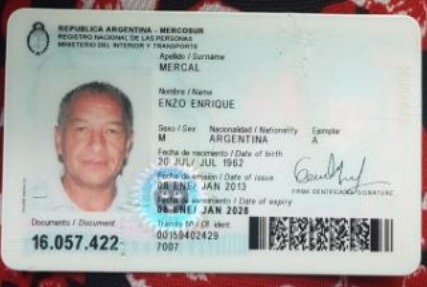 REPUBLICA ARGENTINA - MERCOSUR
REGISTRO NACIONAL DE LAS PERSONAS
MINISTERIO DEL INTERIOR Y TRANSPORTE
Apellido / Surname
MERCAL
Nombre / Name
ENZO ENRIQUE
Sexo / Sex Nacionalidad / Nationality Ejemplar
M ARGENTINA A
Fecha de nacimiento / Date of birth
20 JUL/ JUL 1962
Fecha de emisión / Date of issue
08 ENE/ JAN 2013
Fecha de vencimiento / Date of expiry
08 ENE/ JAN 2028
FIRMA IDENTIFICADO / SIGNATURE
Documento / Document
16.057.422
Trámite Nº / Of. ident.
00159402429
7007